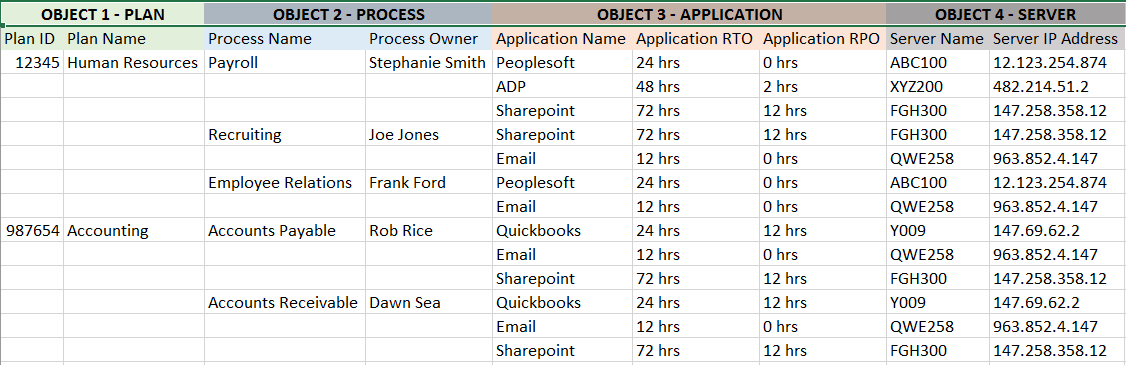 OBJECT 1 - PLAN OBJECT 2 - PROCESS OBJECT 3 - APPLICATION OBJECT 4 - SERVER
Plan ID Plan Name Process Name Process Owner Application Name Application RTO Application RPO Server Name Server IP Address
12345 Human Resources Payroll Stephanie Smith Peoplesoft 24 hrs 0 hrs ABC100 12.123.254.874
ADP 48 hrs 2 hrs XYZ200 482.214.51.2
Sharepoint 72 hrs 12 hrs FGH300 147.258.358.12
Recruiting Joe Jones Sharepoint 72 hrs 12 hrs FGH300 147.258.358.12
Email 12 hrs 0 hrs QWE258 963.852.4.147
Employee Relations Frank Ford Peoplesoft 24 hrs 0 hrs ABC100 12.123.254.874
Email 12 hrs 0 hrs QWE258 963.852.4.147
987654 Accounting Accounts Payable Rob Rice Quickbooks 24 hrs 12 hrs Y009 147.69.62.2
Email 12 hrs 0 hrs QWE258 963.852.4.147
Sharepoint 72 hrs 12 hrs FGH300 147.258.358.12
Accounts Receivable Dawn Sea Quickbooks 24 hrs 12 hrs Y009 147.69.62.2
Email 12 hrs 0 hrs QWE258 963.852.4.147
Sharepoint 72 hrs 12 hrs FGH300 147.258.358.12